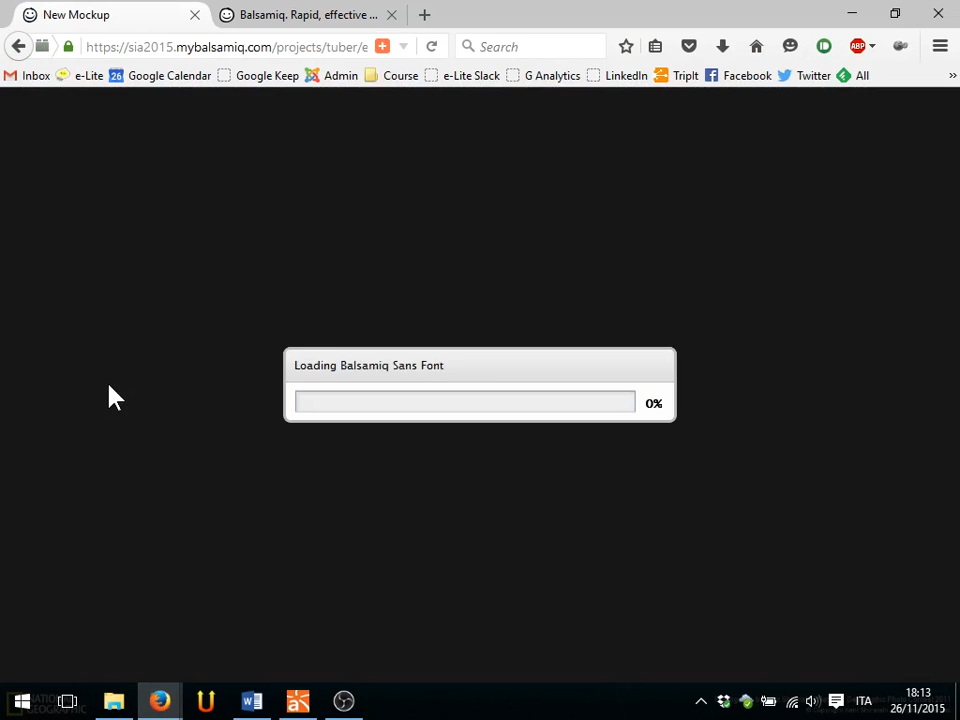 New Mockup
Balsamiq. Rapid, effective ...
https://sia2015.mybalsamiq.com/projects/tuber/e
Search
ABP
Inbox
e-Lite
26
Google Calendar
Google Keep
Admin
Course
e-Lite Slack
G Analytics
LinkedIn
TripIt
Facebook
Twitter
All
»
Loading Balsamiq Sans Font
0%
ITA
18:13
26/11/2015